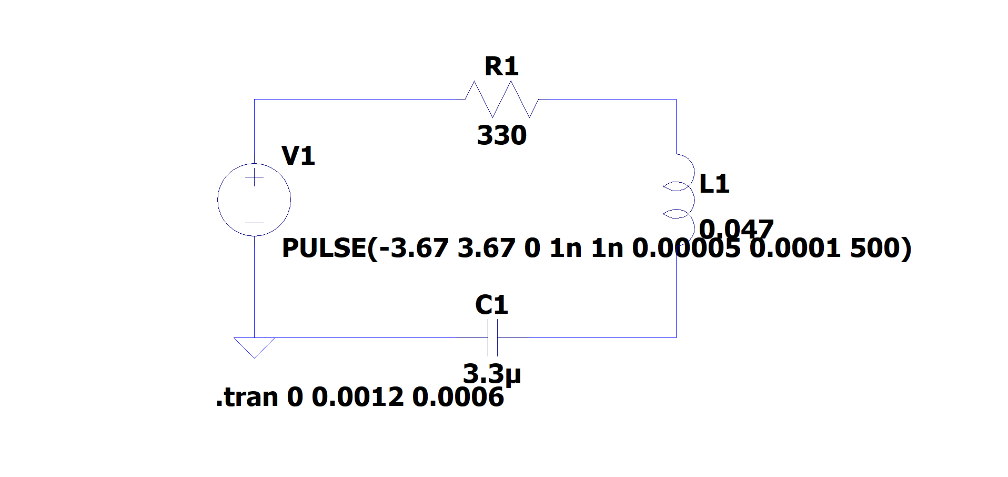 R1
330
V1
L1
0.047
PULSE(-3.67 3.67 0 1n 1n 0.00005 0.0001 500)
C1
3.3µ
.tran 0 0.0012 0.0006